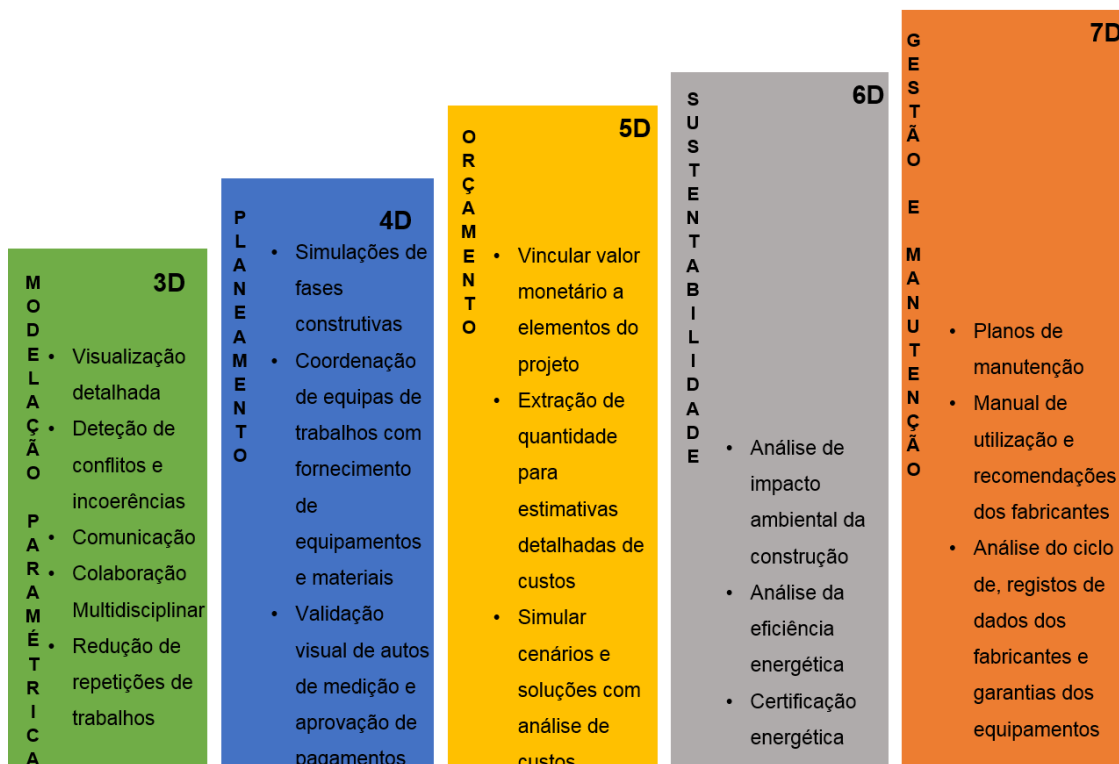 3D
MODELAÇÃO PARAMÉTRICA
• Visualização
detalhada
• Deteção de
conflitos e
incoerências
• Comunicação
• Colaboração
Multidisciplinar
• Redução de
repetições de
trabalhos
4D
PLANEAMENTO
• Simulações de
fases
construtivas
• Coordenação
de equipas de
trabalhos com
fornecimento
de
equipamentos
e materiais
• Validação
visual de autos
de medição e
aprovação de
pagamentos
5D
ORÇAMENTO
• Vincular valor
monetário a
elementos do
projeto
• Extração de
quantidade
para
estimativas
detalhadas de
custos
• Simular
cenários e
soluções com
análise de
custos
6D
SUSTENTABILIDADE
• Análise de
impacto
ambiental da
construção
• Análise da
eficiência
energética
• Certificação
energética
7D
GESTÃO E MANUTENÇÃO
• Planos de
manutenção
• Manual de
utilização e
recomendações
dos fabricantes
• Análise do ciclo
de, registos de
dados dos
fabricantes e
garantias dos
equipamentos